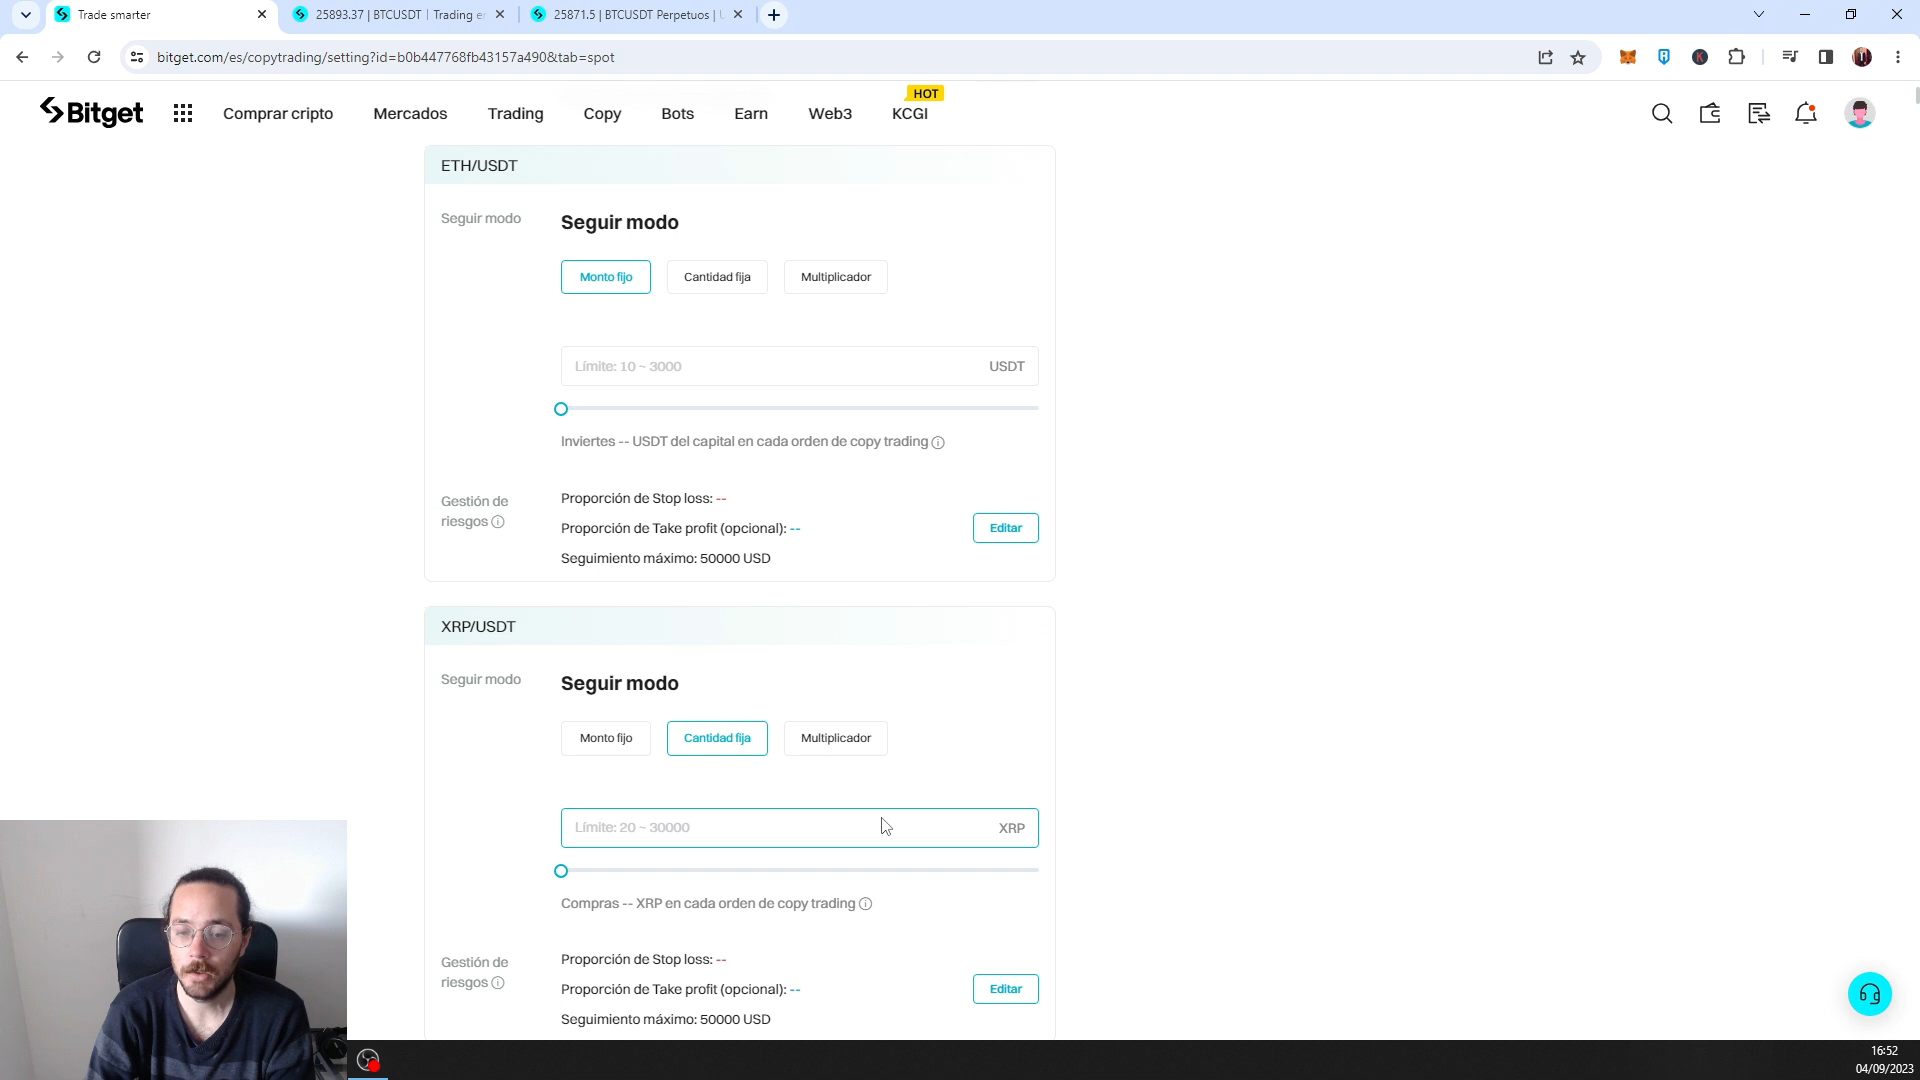 Trade smarter
25893.37 | BTCUSDT | Trading e
25871.5 | BTCUSDT Perpetuos |
bitget.com/es/copytrading/setting?id=b0b447768fb43157a490&tab=spot
Bitget
Comprar cripto
Mercados
Trading
Copy
Bots
Earn
Web3
KCGI
HOT
ETH/USDT
Seguir modo
Seguir modo
Monto fijo
Cantidad fija
Multiplicador
Límite: 10 ~ 3000
USDT
Inviertes -- USDT del capital en cada orden de copy trading
Gestión de
riesgos
Proporción de Stop loss: --
Proporción de Take profit (opcional): --
Seguimiento máximo: 50000 USD
Editar
XRP/USDT
Seguir modo
Seguir modo
Monto fijo
Cantidad fija
Multiplicador
Límite: 20 ~ 30000
XRP
Compras -- XRP en cada orden de copy trading
Gestión de
riesgos
Proporción de Stop loss: --
Proporción de Take profit (opcional): --
Seguimiento máximo: 50000 USD
Editar
16:52
04/09/2023